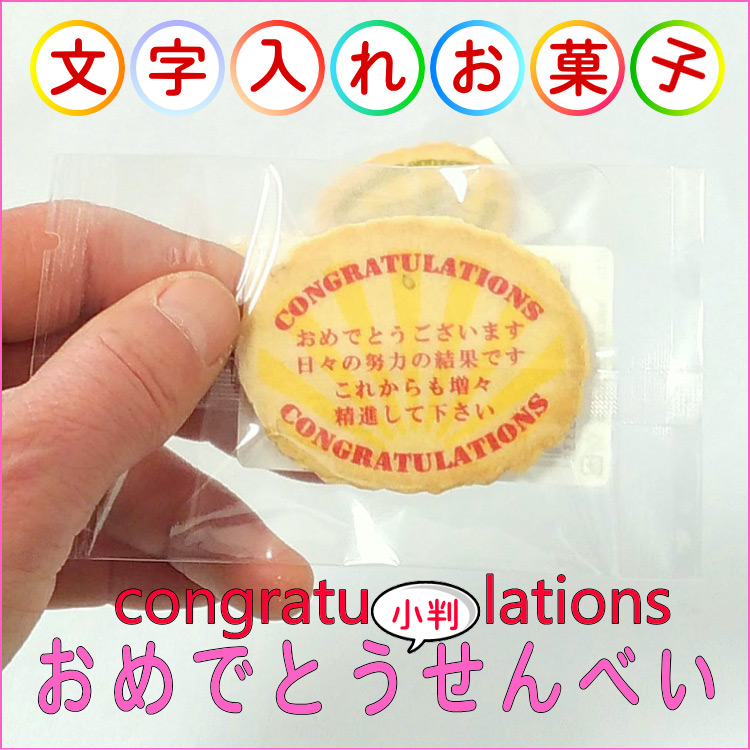 文字入れお菓子
CONGRATULATIONS
おめでとうございます
日々の努力の結果です
これからも増々
精進して下さい
CONGRATULATIONS
congratu小判lations
おめでとうせんべい